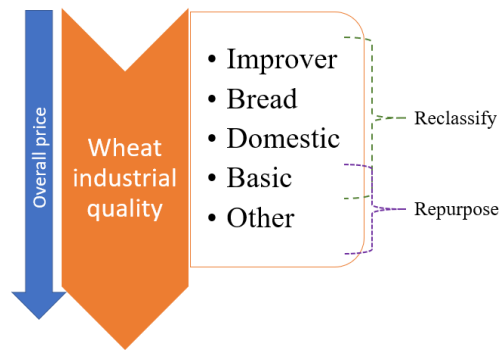 Overall price
Wheat
industrial
quality
• Improver
• Bread
• Domestic
• Basic
• Other
Reclassify
Repurpose